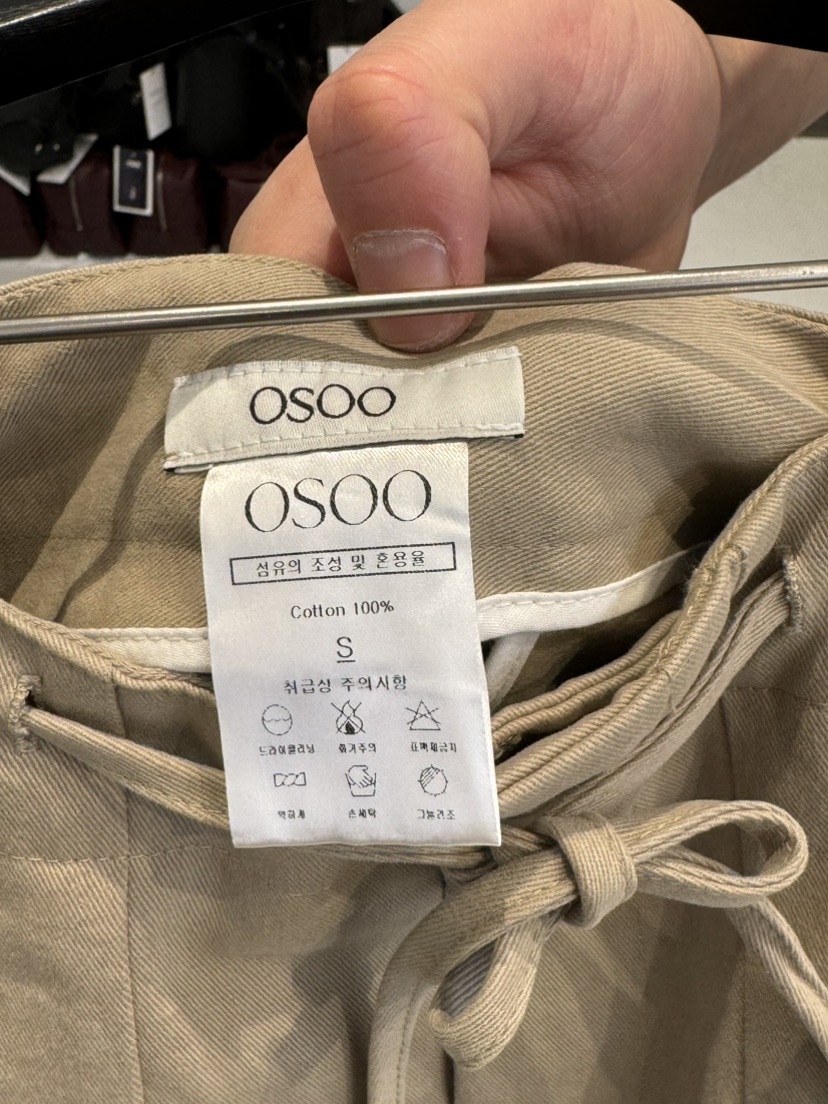 OSOO
OSOO
섬유의 조성 및 혼용율
Cotton 100%
S
취급상 주의사항
드라이클리닝 화기주의 표백제금지
약하게 손세탁 그늘건조